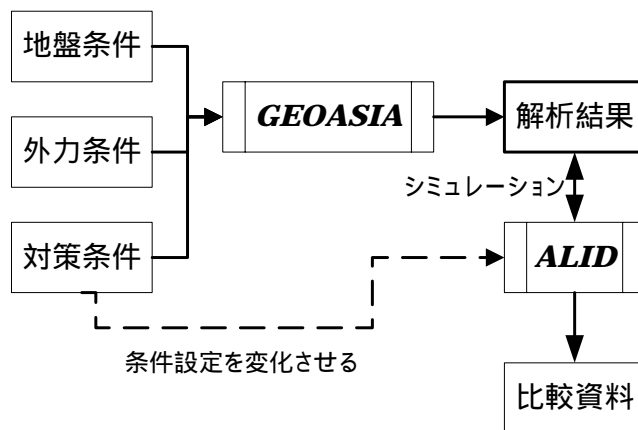 地盤条件
外力条件
対策条件
GEOASIA
解析結果
シミュレーション
ALID
条件設定を変化させる
比較資料